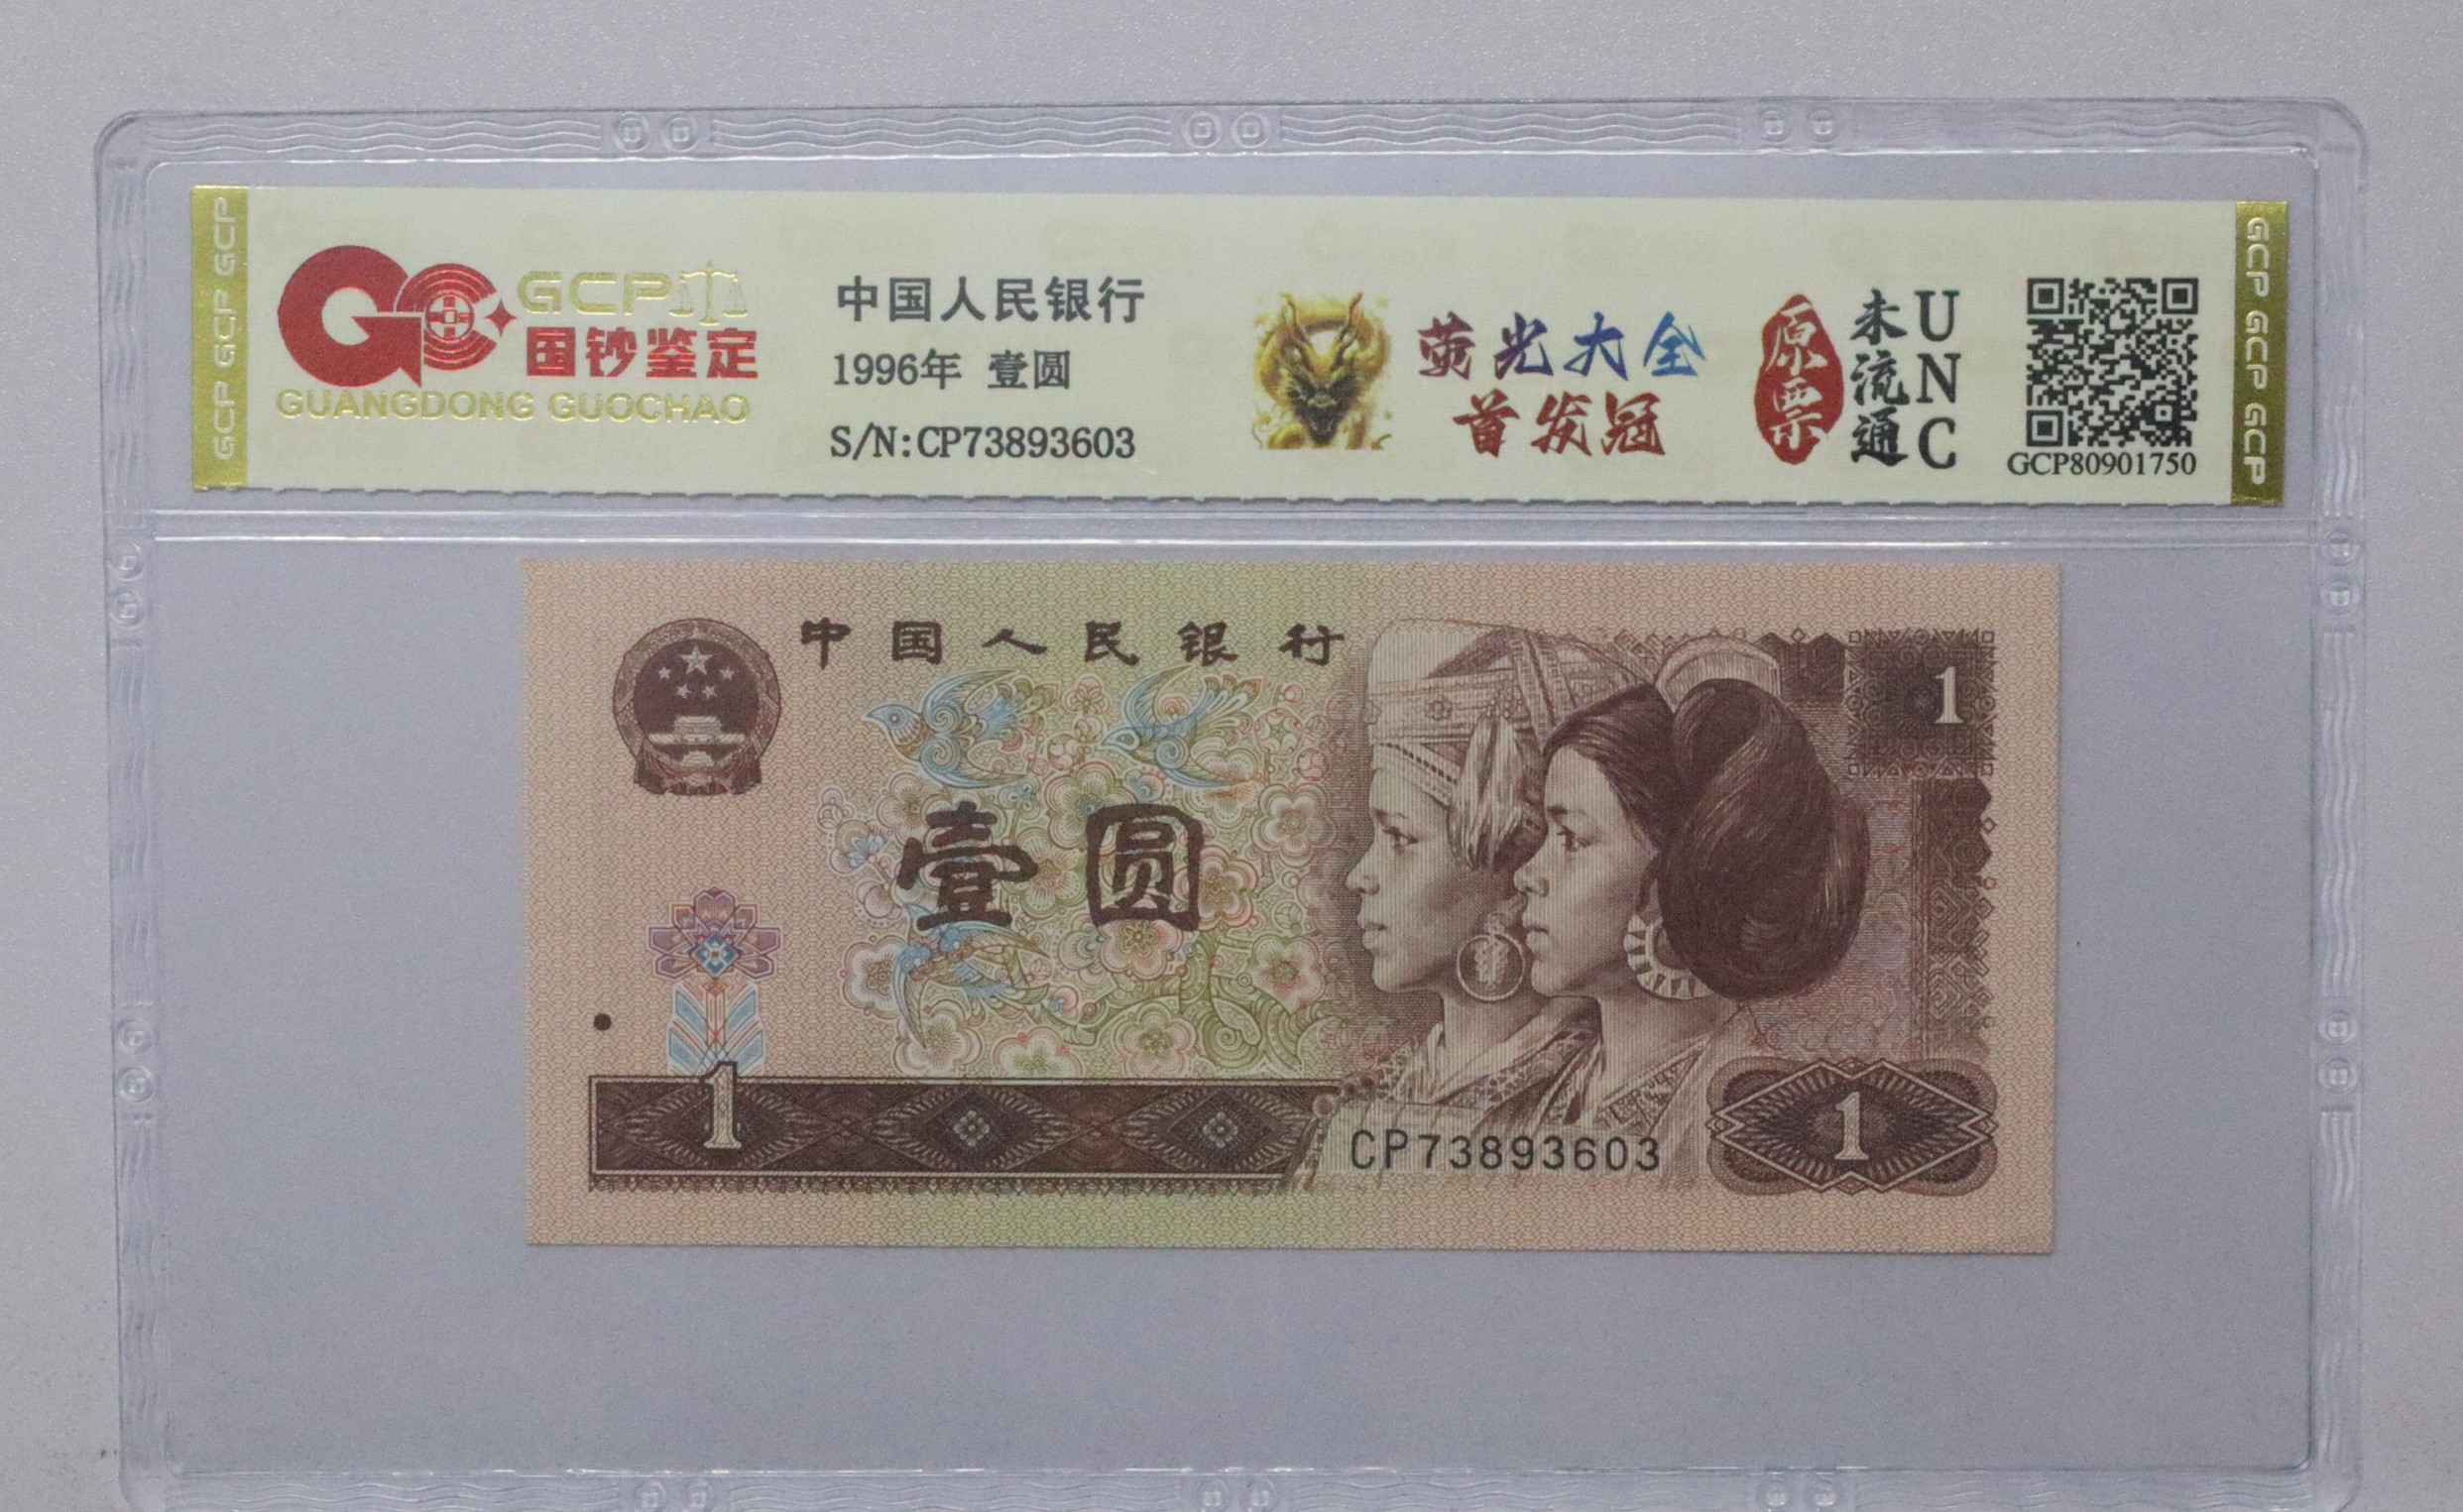 GCP GCP GCP
GCP
国钞鉴定
GUANGDONG GUOCHAO
中国人民银行
1996年 壹圆
S/N:CP73893603
荧光大全
首发冠
原票
未流通
UNC
GCP80901750
GCP GCP GCP
中国人民银行
1
壹圆
1
CP73893603
1